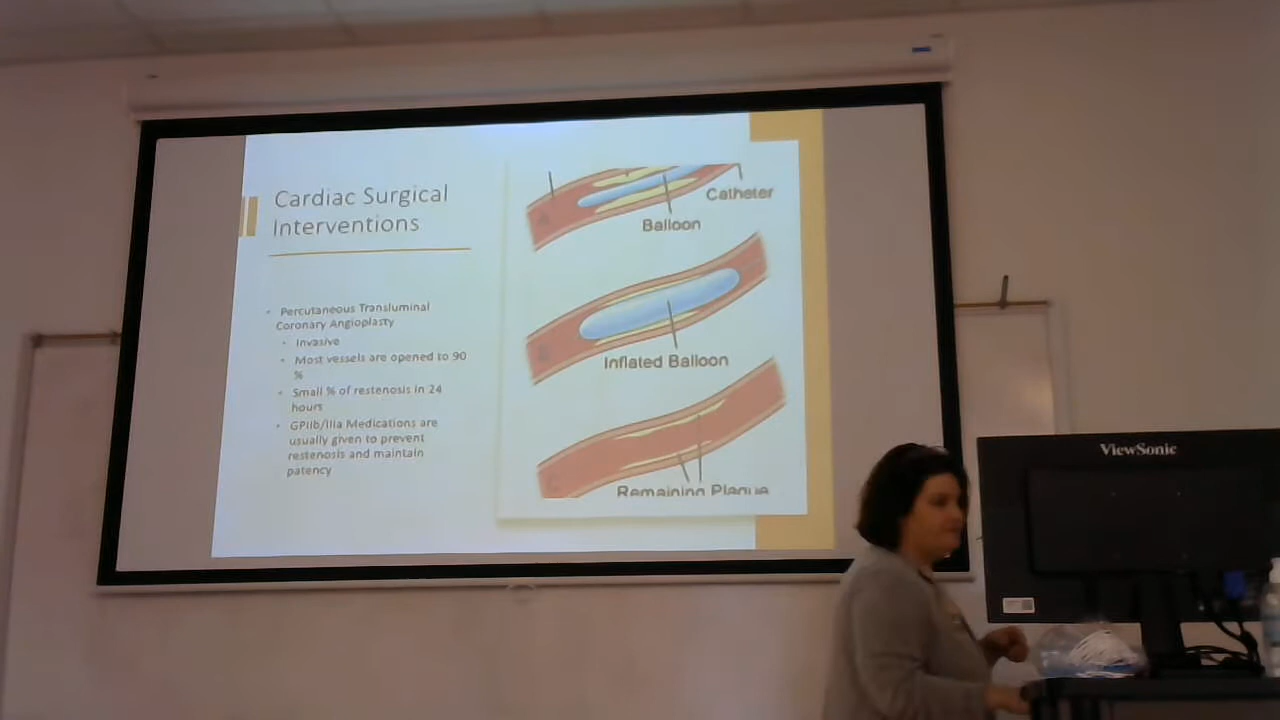 Cardiac Surgical
Interventions
Percutaneous Transluminal
Coronary Angioplasty
Invasive
Most vessels are opened to 90
%
Small % of restenosis in 24
hours
GPIIb/IIIa Medications are
usually given to prevent
restenosis and maintain
patency
A
Catheter
Balloon
B
Inflated Balloon
C
Remaining Plaque
ViewSonic